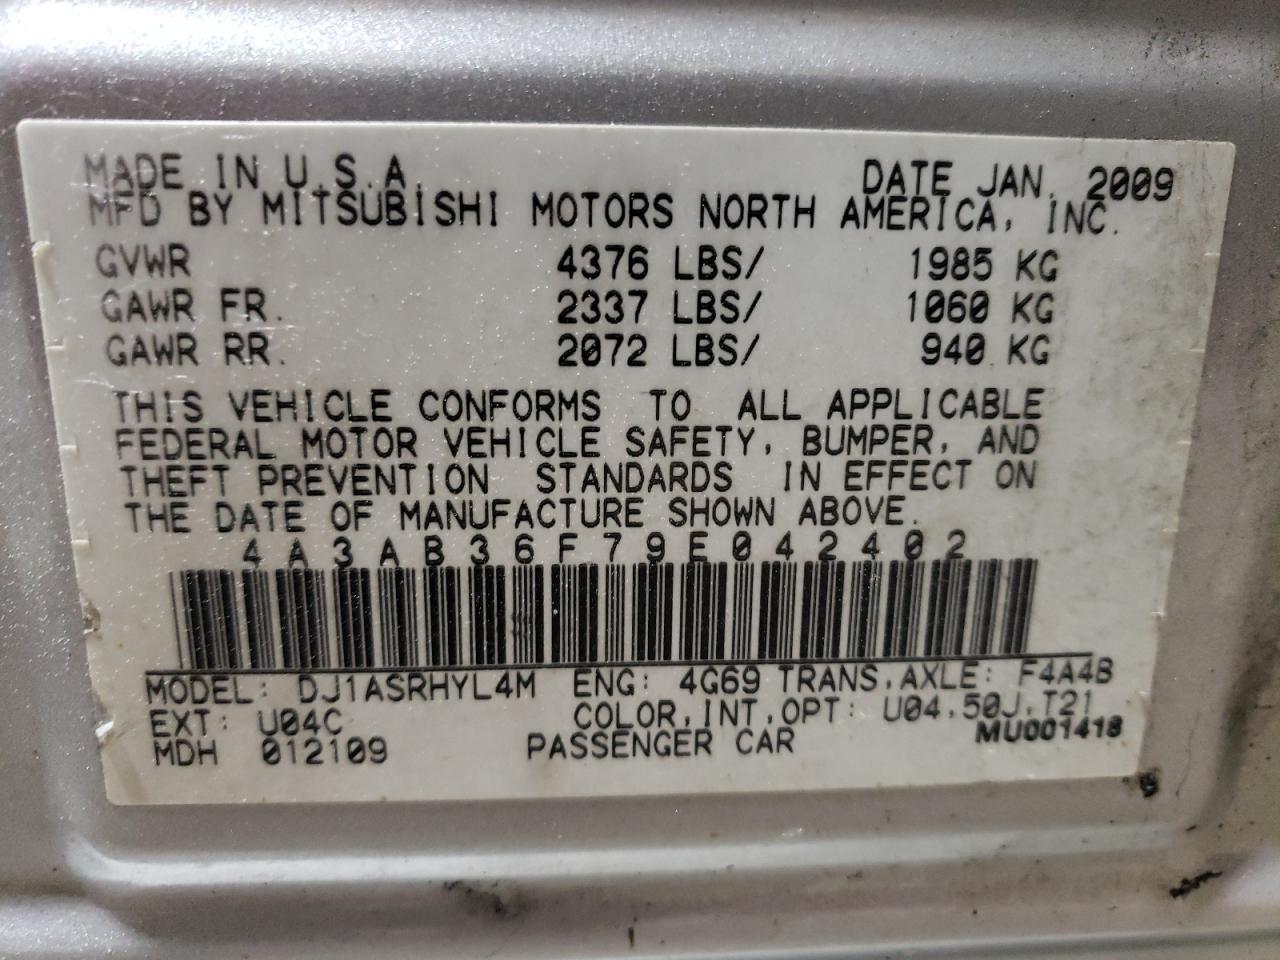 MADE IN U.S.A. DATE JAN. 2009
MFD BY MITSUBISHI MOTORS NORTH AMERICA, INC.
GVWR 4376 LBS/ 1985 KG
GAWR FR. 2337 LBS/ 1060 KG
GAWR RR. 2072 LBS/ 940 KG
THIS VEHICLE CONFORMS TO ALL APPLICABLE
FEDERAL MOTOR VEHICLE SAFETY, BUMPER, AND
THEFT PREVENTION STANDARDS IN EFFECT ON
THE DATE OF MANUFACTURE SHOWN ABOVE.
4A3AB36F79E042402
MODEL: DJ1ASRHYL4M ENG: 4G69 TRANS.AXLE: F4A4B
EXT: U04C COLOR,INT,OPT: U04.50J.T21
MDH 012109 PASSENGER CAR MU001418